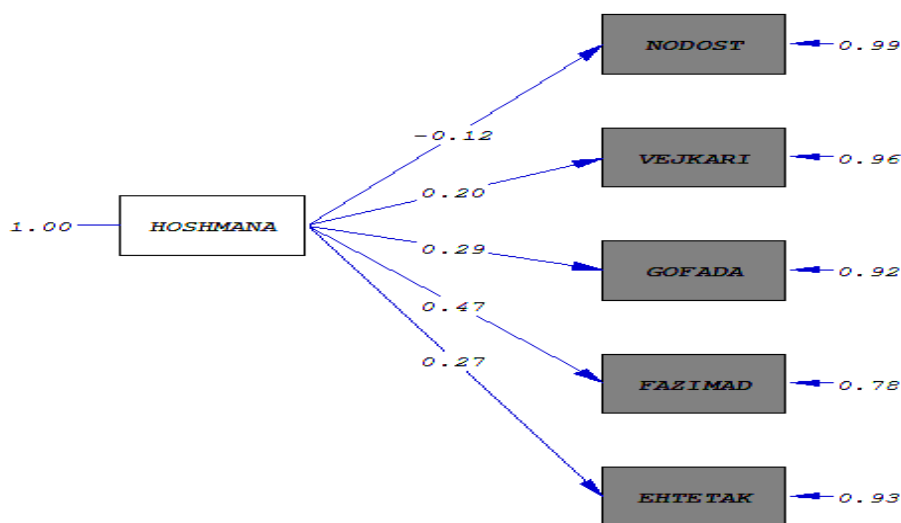 NODOST
0.99
-0.12
VEJKARI
0.96
0.20
1.00
HOSHMANA
0.29
GOFADA
0.92
0.47
0.27
FAZIMAD
0.78
EHTETAK
0.93